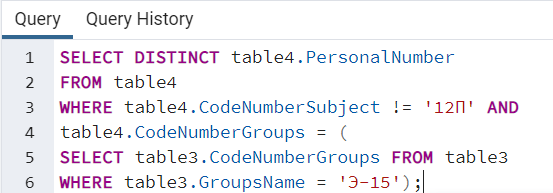 Query Query History
1 SELECT DISTINCT table4.PersonalNumber
2 FROM table4
3 WHERE table4.CodeNumberSubject != '12П' AND
4 table4.CodeNumberGroups = (
5 SELECT table3.CodeNumberGroups FROM table3
6 WHERE table3.GroupsName = 'Э-15');